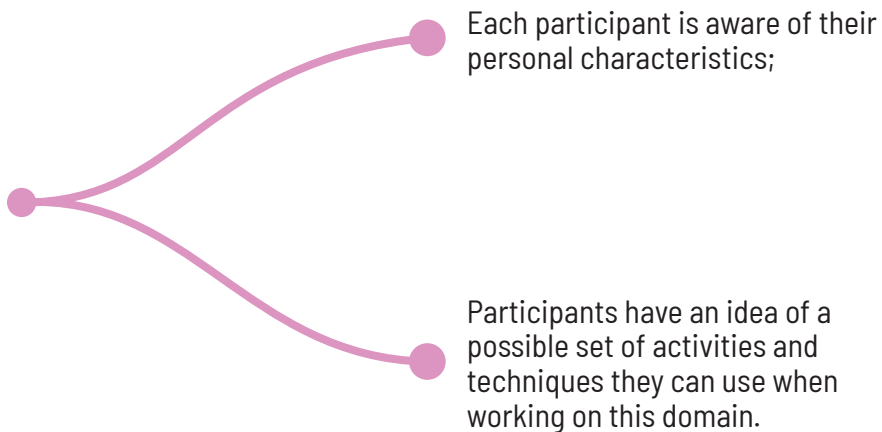 Each participant is aware of their
personal characteristics;
Participants have an idea of a
possible set of activities and
techniques they can use when
working on this domain.